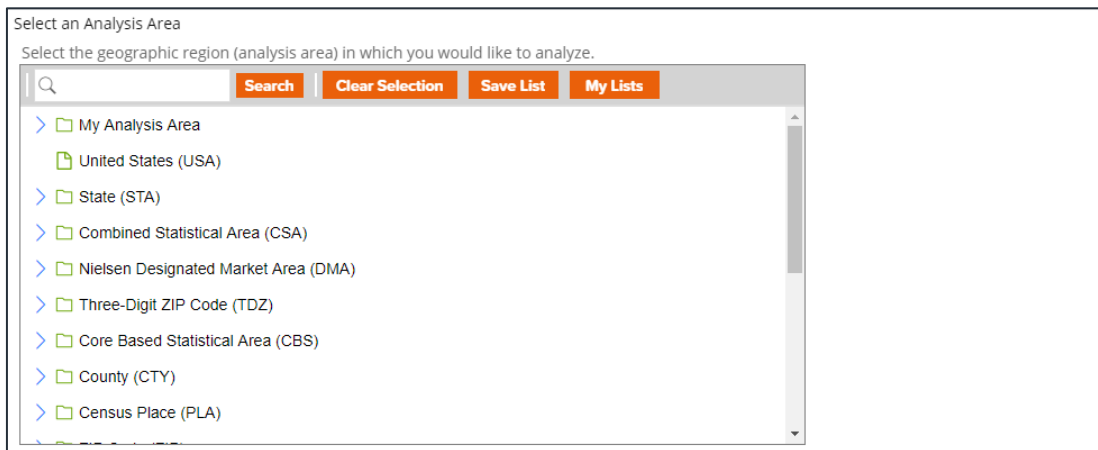 Select an Analysis Area
Select the geographic region (analysis area) in which you would like to analyze.
Search Clear Selection Save List My Lists
My Analysis Area
United States (USA)
State (STA)
Combined Statistical Area (CSA)
Nielsen Designated Market Area (DMA)
Three-Digit ZIP Code (TDZ)
Core Based Statistical Area (CBS)
County (CTY)
Census Place (PLA)